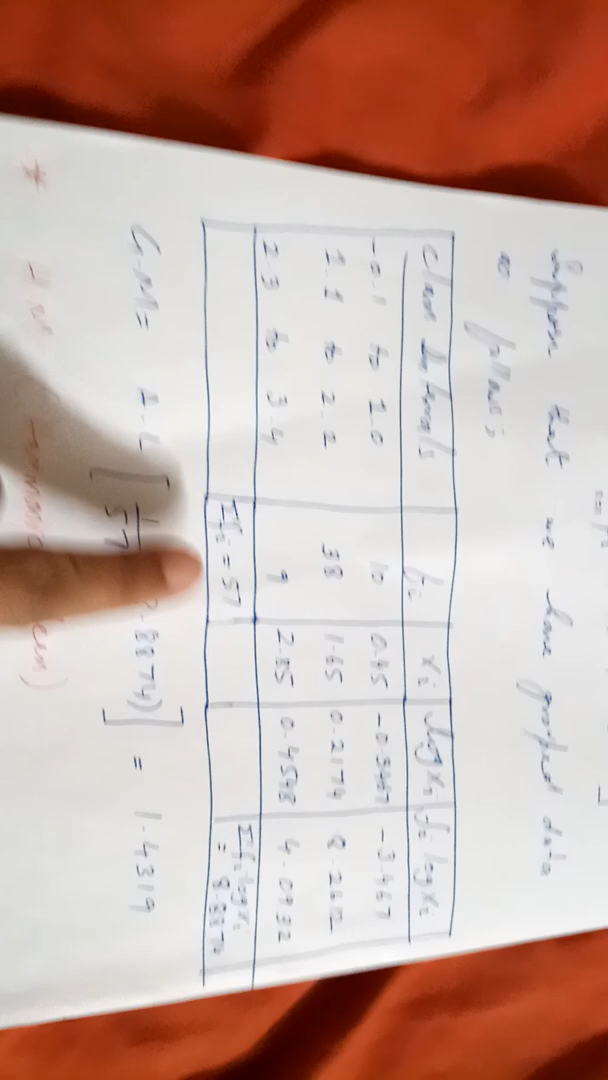 Suppose that we have grouped data
as follows:
Class Intervals fi xi log xi fi log xi
-0.1 to 1.0 10 0.45 -0.3467 -3.467
1.1 to 2.2 38 1.65 0.2174 8.2612
2.3 to 3.4 9 2.85 0.4548 4.0932
Σfi = 57 Σfi log xi
= 8.8874
G.M = A.L [ 1/57 8.8874)] = 1.4319